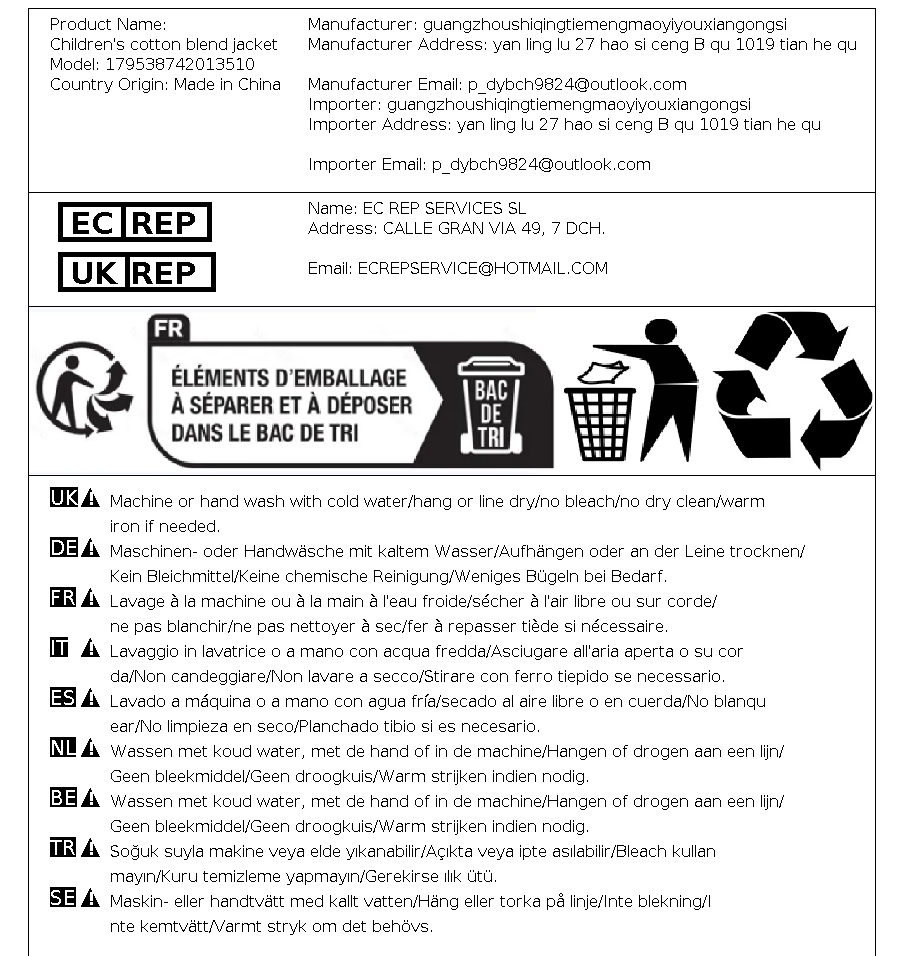 Product Name:
Children's cotton blend jacket
Model: 179538742013510
Country Origin: Made in China
Manufacturer: guangzhoushiqingtiemengmaoyiyouxiangongsi
Manufacturer Address: yan ling lu 27 hao si ceng B qu 1019 tian he qu
Manufacturer Email: p_dybch9824@outlook.com
Importer: guangzhoushiqingtiemengmaoyiyouxiangongsi
Importer Address: yan ling lu 27 hao si ceng B qu 1019 tian he qu
Importer Email: p_dybch9824@outlook.com
EC REP
UK REP
Name: EC REP SERVICES SL
Address: CALLE GRAN VIA 49, 7 DCH.
Email: ECREPSERVICE@HOTMAIL.COM
FR
ÉLÉMENTS D'EMBALLAGE
À SÉPARER ET À DÉPOSER
DANS LE BAC DE TRI
BAC
DE
TRI
UK Machine or hand wash with cold water/hang or line dry/no bleach/no dry clean/warm
iron if needed.
DE Maschinen- oder Handwäsche mit kaltem Wasser/Aufhängen oder an der Leine trocknen/
Kein Bleichmittel/Keine chemische Reinigung/Weniges Bügeln bei Bedarf.
FR Lavage à la machine ou à la main à l'eau froide/sécher à l'air libre ou sur corde/
ne pas blanchir/ne pas nettoyer à sec/fer à repasser tiède si nécessaire.
IT Lavaggio in lavatrice o a mano con acqua fredda/Asciugare all'aria aperta o su cor
da/Non candeggiare/Non lavare a secco/Stirare con ferro tiepido se necessario.
ES Lavado a máquina o a mano con agua fría/secado al aire libre o en cuerda/No blanqu
ear/No limpieza en seco/Planchado tibio si es necesario.
NL Wassen met koud water, met de hand of in de machine/Hangen of drogen aan een lijn/
Geen bleekmiddel/Geen droogkuis/Warm strijken indien nodig.
BE Wassen met koud water, met de hand of in de machine/Hangen of drogen aan een lijn/
Geen bleekmiddel/Geen droogkuis/Warm strijken indien nodig.
TR Soğuk suyla makine veya elde yıkanabilir/Açıkta veya ipte asılabilir/Bleach kullan
mayın/Kuru temizleme yapmayın/Gerekirse ılık ütü.
SE Maskin- eller handtvätt med kallt vatten/Häng eller torka på linje/Inte blekning/I
nte kemtvätt/Varmt stryk om det behövs.